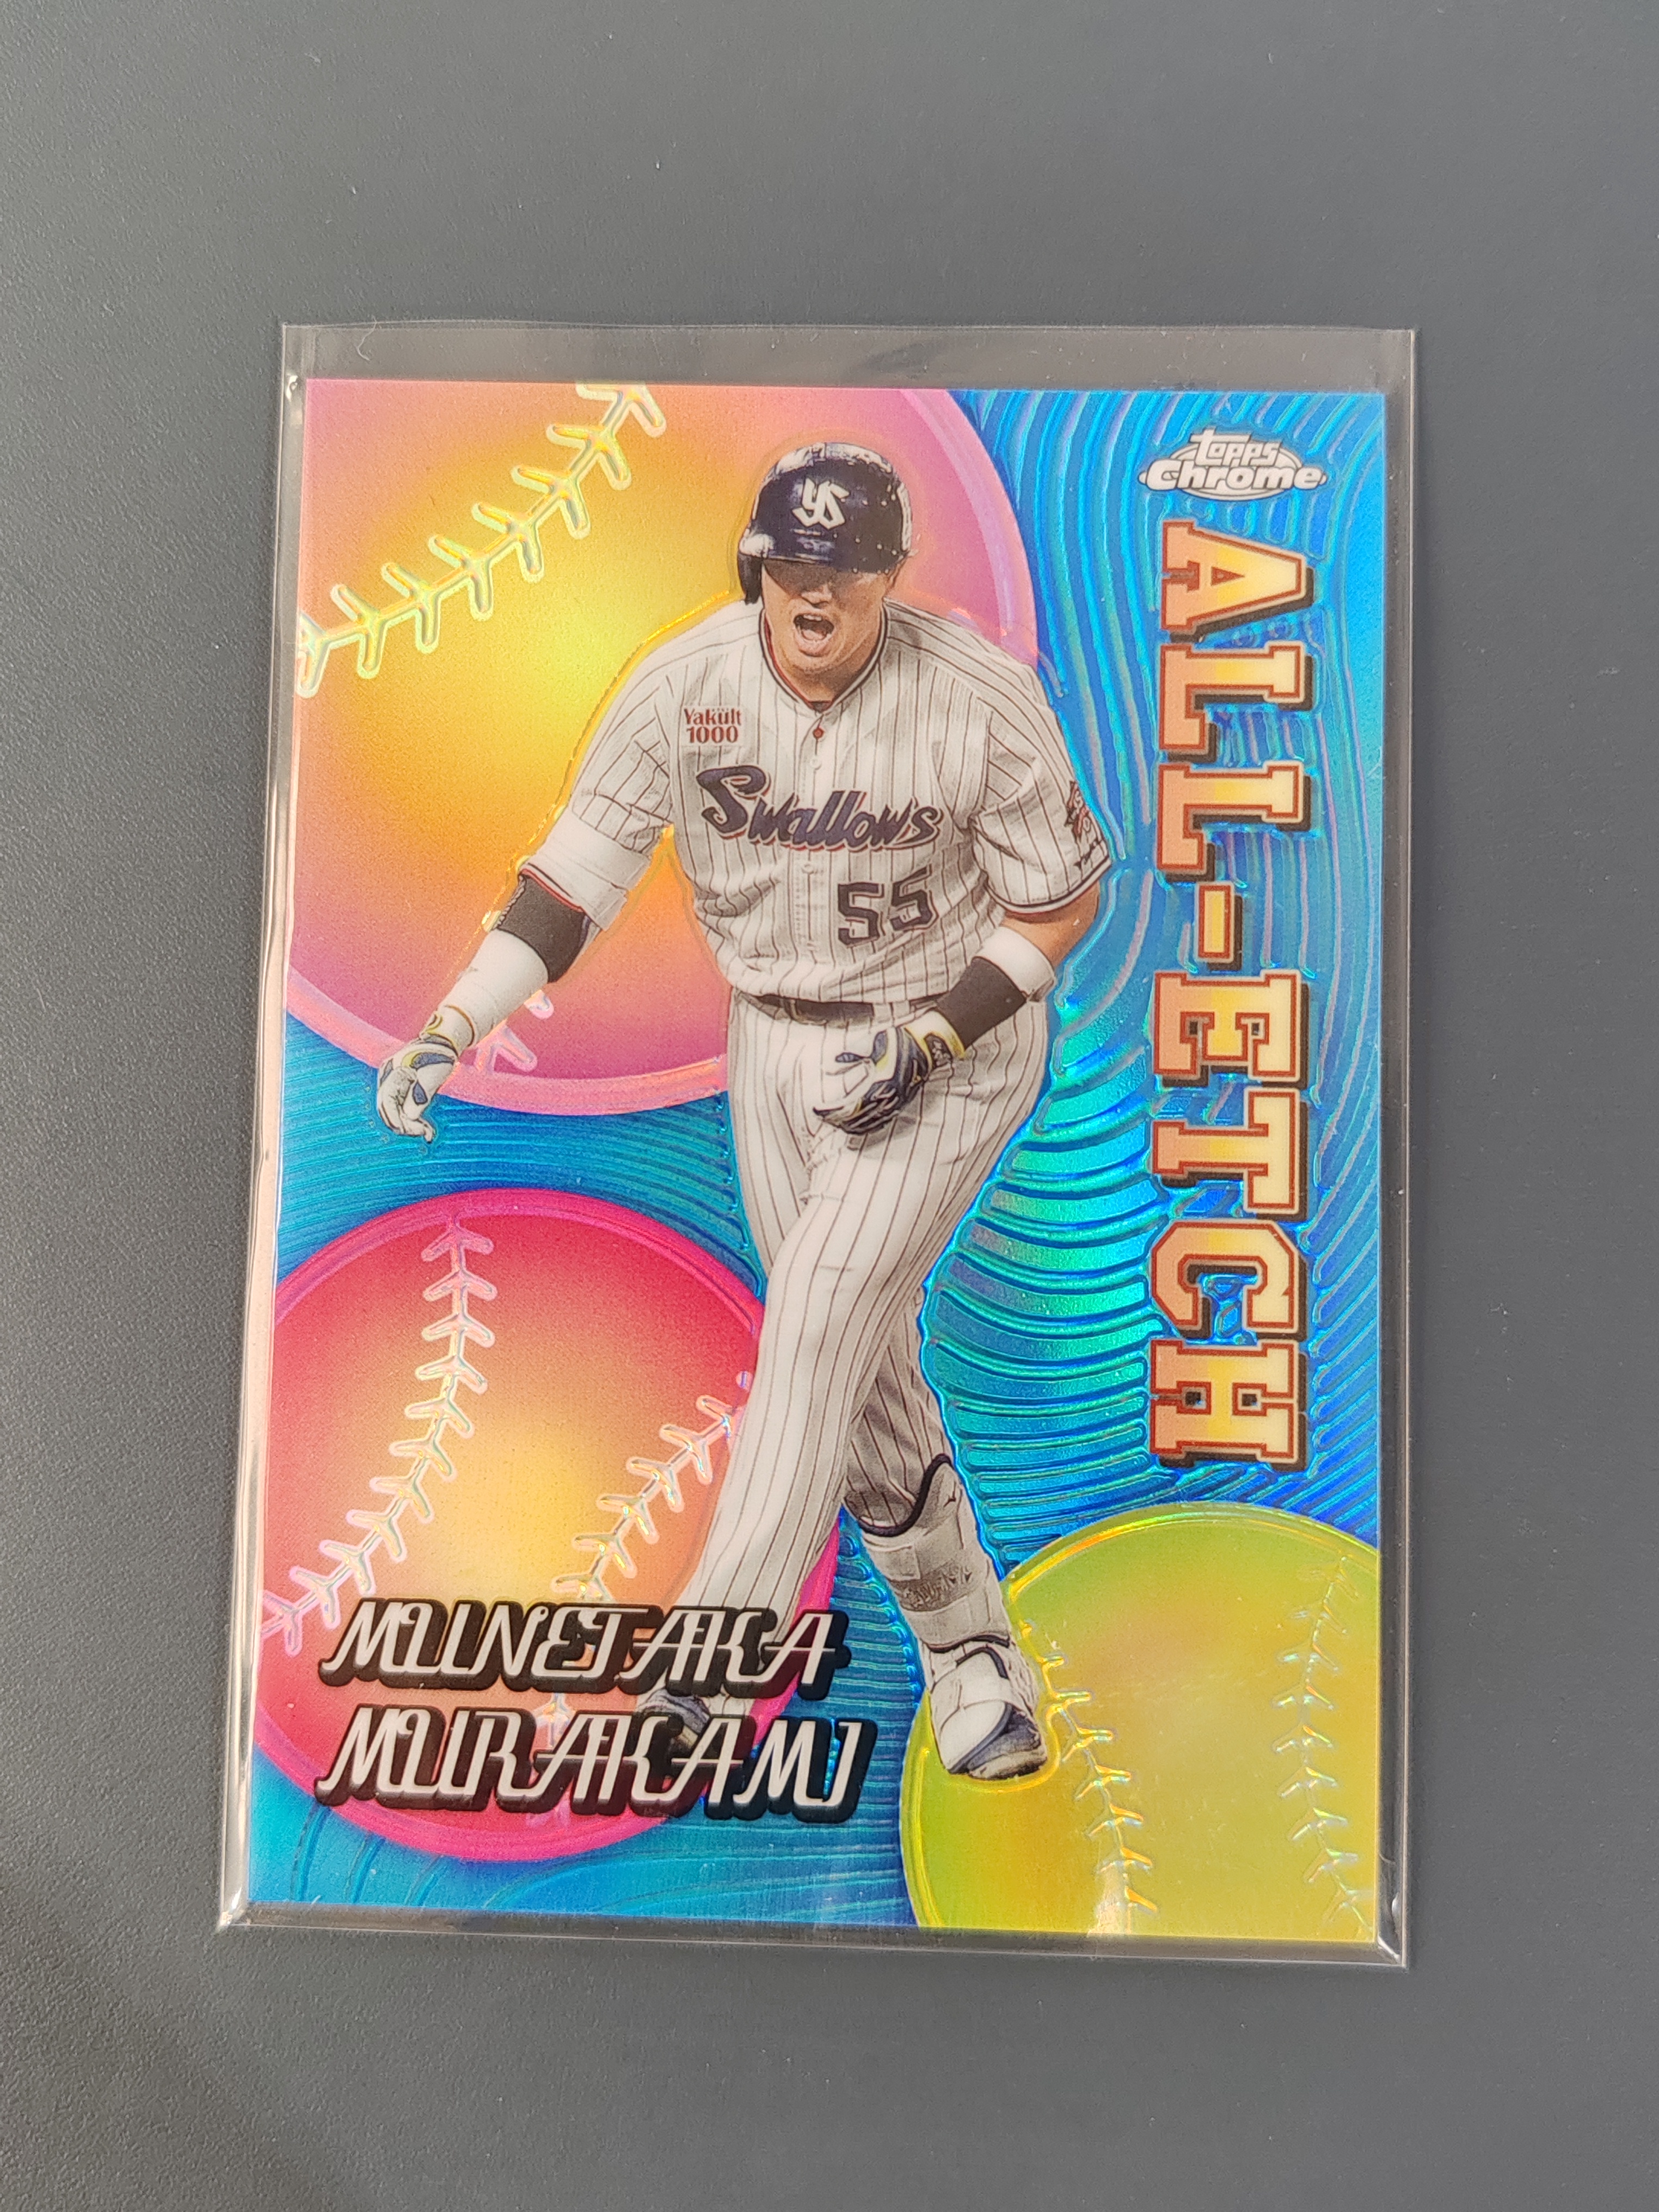 Topps
Chrome
ALL-ETCH
YS
Yakult
1000
Swallows
55
MUNETAKA
MURAKAMI